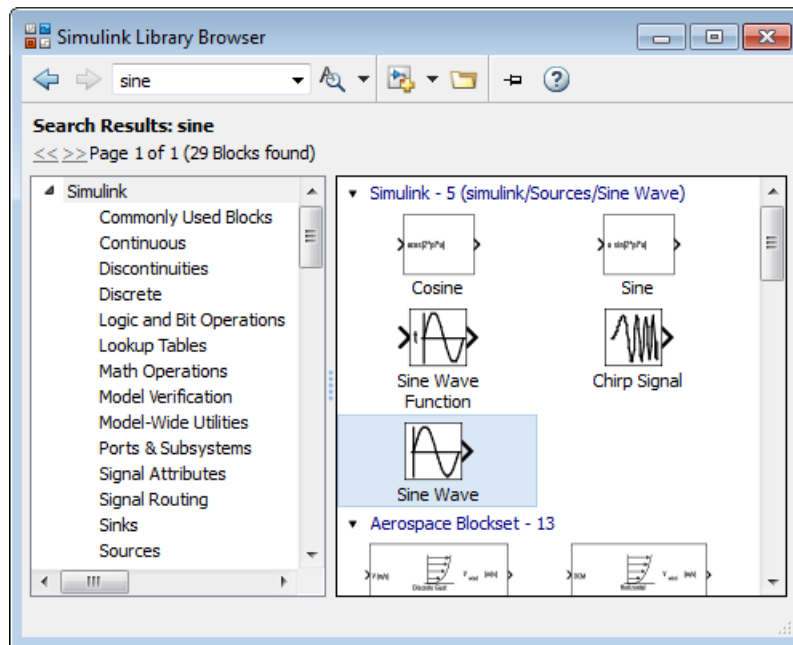 Simulink Library Browser
sine
Search Results: sine
<< >> Page 1 of 1 (29 Blocks found)
Simulink
Commonly Used Blocks
Continuous
Discontinuities
Discrete
Logic and Bit Operations
Lookup Tables
Math Operations
Model Verification
Model-Wide Utilities
Ports & Subsystems
Signal Attributes
Signal Routing
Sinks
Sources
Simulink - 5 (simulink/Sources/Sine Wave)
Cosine
Sine
t
Sine Wave
Function
Chirp Signal
Sine Wave
Aerospace Blockset - 13